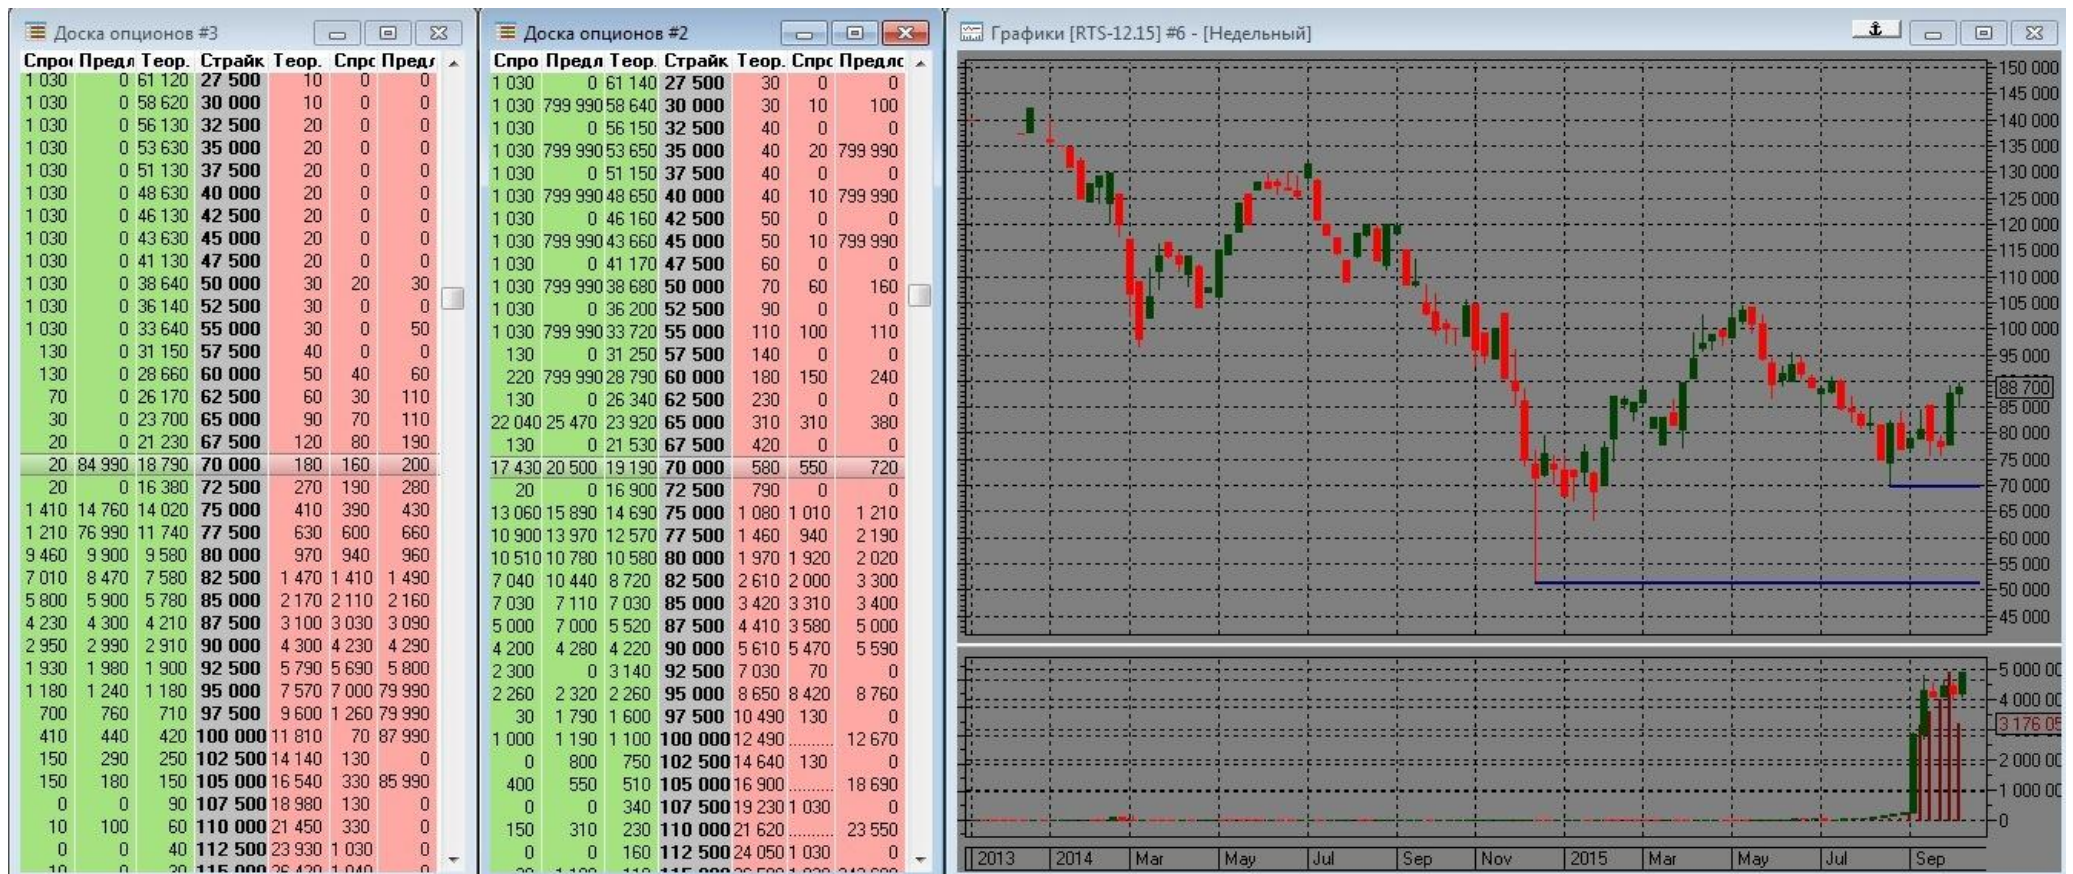 Доска опционов #3
Спро Предл Теор. Страйк Теор. Спрс Предл
1 030 0 61 120 27 500 10 0 0
1 030 0 58 620 30 000 10 0 0
1 030 0 56 130 32 500 20 0 0
1 030 0 53 630 35 000 20 0 0
1 030 0 51 130 37 500 20 0 0
1 030 0 48 630 40 000 20 0 0
1 030 0 46 130 42 500 20 0 0
1 030 0 43 630 45 000 20 0 0
1 030 0 41 130 47 500 20 0 0
1 030 0 38 640 50 000 30 20 30
1 030 0 36 140 52 500 30 0 0
1 030 0 33 640 55 000 30 0 50
130 0 31 150 57 500 40 0 0
130 0 28 660 60 000 50 40 60
70 0 26 170 62 500 60 30 110
30 0 23 700 65 000 90 70 110
20 0 21 230 67 500 120 80 190
20 84 990 18 790 70 000 180 160 200
20 0 16 380 72 500 270 190 280
1 410 14 760 14 020 75 000 410 390 430
1 210 76 990 11 740 77 500 630 600 660
9 460 9 900 9 580 80 000 970 940 960
7 010 8 470 7 580 82 500 1 470 1 410 1 490
5 800 5 900 5 780 85 000 2 170 2 110 2 160
4 230 4 300 4 210 87 500 3 100 3 030 3 090
2 950 2 990 2 910 90 000 4 300 4 230 4 290
1 930 1 980 1 900 92 500 5 790 5 690 5 800
1 180 1 240 1 180 95 000 7 570 7 000 79 990
700 760 710 97 500 9 600 1 260 79 990
410 440 420 100 000 11 810 70 87 990
150 290 250 102 500 14 140 130 0
150 180 150 105 000 16 540 330 85 990
0 0 90 107 500 18 980 130 0
10 100 60 110 000 21 450 330 0
0 0 40 112 500 23 930 1 030 0
Доска опционов #2
Спро Предл Теор. Страйк Теор. Спрс Предлс
1 030 0 61 140 27 500 30 0 0
1 030 799 990 58 640 30 000 30 10 100
1 030 0 56 150 32 500 40 0 0
1 030 799 990 53 650 35 000 40 20 799 990
1 030 0 51 150 37 500 40 0 0
1 030 799 990 48 650 40 000 40 10 799 990
1 030 0 46 160 42 500 50 0 0
1 030 799 990 43 660 45 000 50 10 799 990
1 030 0 41 170 47 500 60 0 0
1 030 799 990 38 680 50 000 70 60 160
1 030 0 36 200 52 500 90 0 0
1 030 799 990 33 720 55 000 110 100 110
130 0 31 250 57 500 140 0 0
220 799 990 28 790 60 000 180 150 240
130 0 26 340 62 500 230 0 0
22 040 25 470 23 920 65 000 310 310 380
130 0 21 530 67 500 420 0 0
17 430 20 500 19 190 70 000 580 550 720
20 0 16 900 72 500 790 0 0
13 060 15 890 14 690 75 000 1 080 1 010 1 210
10 900 13 970 12 570 77 500 1 460 940 2 190
10 510 10 780 10 580 80 000 1 970 1 920 2 020
7 040 10 440 8 720 82 500 2 610 2 000 3 300
7 030 7 110 7 030 85 000 3 420 3 310 3 400
5 000 7 000 5 520 87 500 4 410 3 580 5 000
4 200 4 280 4 220 90 000 5 610 5 470 5 590
2 300 0 3 140 92 500 7 030 70 0
2 260 2 320 2 260 95 000 8 650 8 420 8 760
30 1 790 1 600 97 500 10 490 130 0
1 000 1 190 1 100 100 000 12 490 ......... 12 670
0 800 750 102 500 14 640 130 0
400 550 510 105 000 16 900 ......... 18 690
0 0 340 107 500 19 230 1 030 0
150 310 230 110 000 21 620 ......... 23 550
0 0 160 112 500 24 050 1 030 0
Графики [RTS-12.15] #6 - [Недельный]
150 000
145 000
140 000
135 000
130 000
125 000
120 000
115 000
110 000
105 000
100 000
95 000
88 700
85 000
80 000
75 000
70 000
65 000
60 000
55 000
50 000
45 000
5 000 00
4 000 00
3 176 05
2 000 00
1 000 00
0
2013 2014 Mar May Jul Sep Nov 2015 Mar May Jul Sep